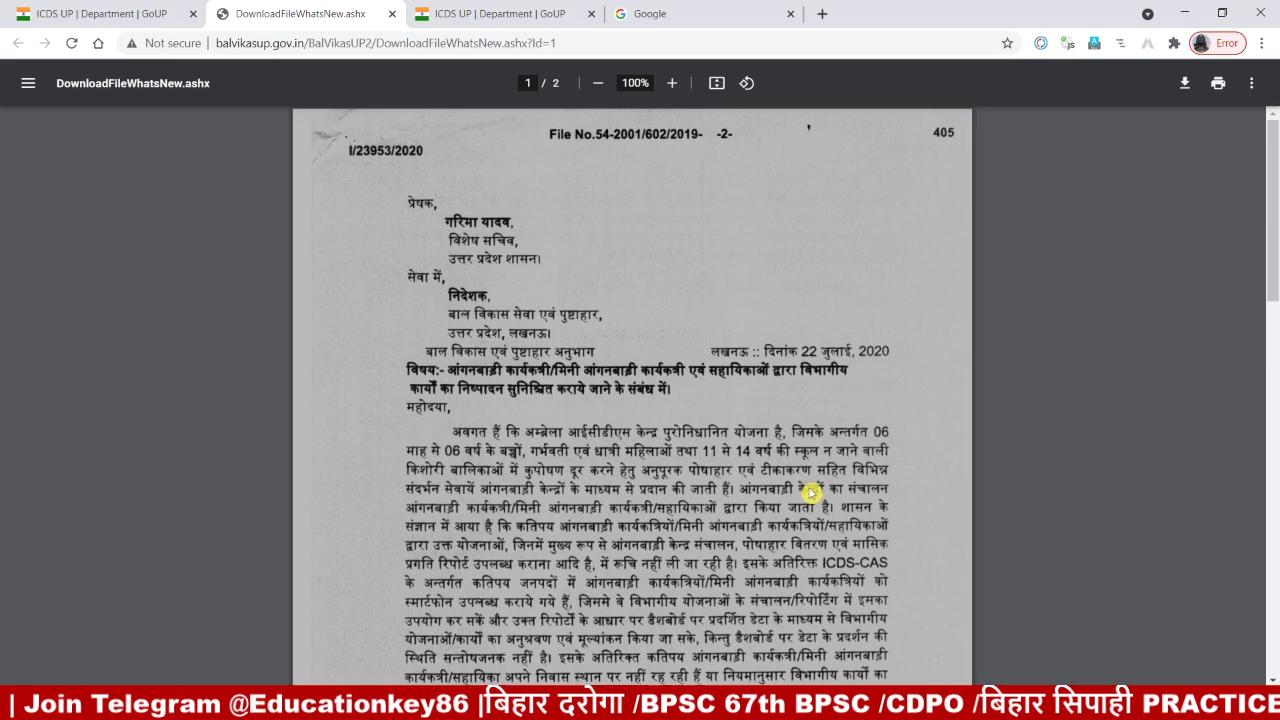 ICDS UP | Department | GoUP
DownloadFileWhatsNew.ashx
ICDS UP | Department | GoUP
Google
Not secure | balvikasup.gov.in/BalVikasUP2/DownloadFileWhatsNew.ashx?Id=1
Error
DownloadFileWhatsNew.ashx
1 / 2
100%
File No.54-2001/602/2019- -2-
405
I/23953/2020
प्रेषक,
गरिमा यादव,
विशेष सचिव,
उत्तर प्रदेश शासन।
सेवा में,
निदेशक,
बाल विकास सेवा एवं पुष्टाहार,
उत्तर प्रदेश, लखनऊ।
बाल विकास एवं पुष्टाहार अनुभाग लखनऊ :: दिनांक 22 जुलाई, 2020
विषय:- आंगनबाड़ी कार्यकत्री/मिनी आंगनबाड़ी कार्यकत्री एवं सहायिकाओं द्वारा विभागीय
कार्यों का निष्पादन सुनिश्चित कराये जाने के संबंध में।
महोदया,
अवगत हैं कि अम्ब्रेला आईसीडीएस केन्द्र पुरोनिधानित योजना है, जिसके अन्तर्गत 06
माह से 06 वर्ष के बच्चों, गर्भवती एवं धात्री महिलाओं तथा 11 से 14 वर्ष की स्कूल न जाने वाली
किशोरी बालिकाओं में कुपोषण दूर करने हेतु अनुपूरक पोषाहार एवं टीकाकरण सहित विभिन्न
संदर्भन सेवायें आंगनबाड़ी केन्द्रों के माध्यम से प्रदान की जाती हैं। आंगनबाड़ी का संचालन
आंगनबाड़ी कार्यकत्री/मिनी आंगनबाड़ी कार्यकत्री/सहायिकाओं द्वारा किया जाता है। शासन के
संज्ञान में आया है कि कतिपय आंगनबाड़ी कार्यकत्रियों/मिनी आंगनबाड़ी कार्यकत्रियों/सहायिकाओं
द्वारा उक्त योजनाओं, जिनमें मुख्य रूप से आंगनबाड़ी केन्द्र संचालन, पोषाहार वितरण एवं मासिक
प्रगति रिपोर्ट उपलब्ध कराना आदि है, में रूचि नहीं ली जा रही है। इसके अतिरिक्त ICDS-CAS
के अन्तर्गत कतिपय जनपदों में आंगनबाड़ी कार्यकत्रियों/मिनी आंगनबाड़ी कार्यकत्रियों को
स्मार्टफोन उपलब्ध कराये गये हैं, जिसमे वे विभागीय योजनाओं के संचालन/रिपोर्टिंग में इसका
उपयोग कर सकें और उक्त रिपोर्टों के आधार पर डैशबोर्ड पर प्रदर्शित डेटा के माध्यम से विभागीय
योजनाओं/कार्यों का अनुश्रवण एवं मूल्यांकन किया जा सके, किन्तु डैशबोर्ड पर डेटा के प्रदर्शन की
स्थिति सन्तोषजनक नहीं है। इसके अतिरिक्त कतिपय आंगनबाड़ी कार्यकत्री/मिनी आंगनबाड़ी
कार्यकत्री/सहायिका अपने निवास स्थान पर नहीं रह रही हैं या नियमानुसार विभागीय कार्यों का
| Join Telegram @Educationkey86 |बिहार दरोगा /BPSC 67th BPSC /CDPO /बिहार सिपाही PRACTICE